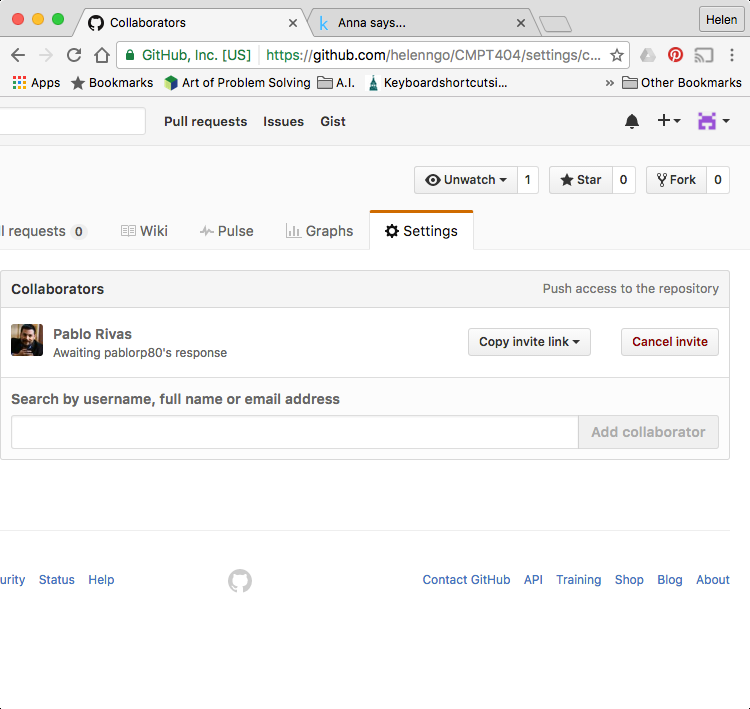 Collaborators
Anna says...
Helen
GitHub, Inc. [US] https://github.com/helenngo/CMPT404/settings/c...
Apps Bookmarks Art of Problem Solving A.I. Keyboardshortcutsi... » Other Bookmarks
Pull requests Issues Gist
Unwatch 1 Star 0 Fork 0
ll requests 0 Wiki Pulse Graphs Settings
Collaborators Push access to the repository
Pablo Rivas
Awaiting pablorp80's response
Copy invite link Cancel invite
Search by username, full name or email address
Add collaborator
urity Status Help Contact GitHub API Training Shop Blog About